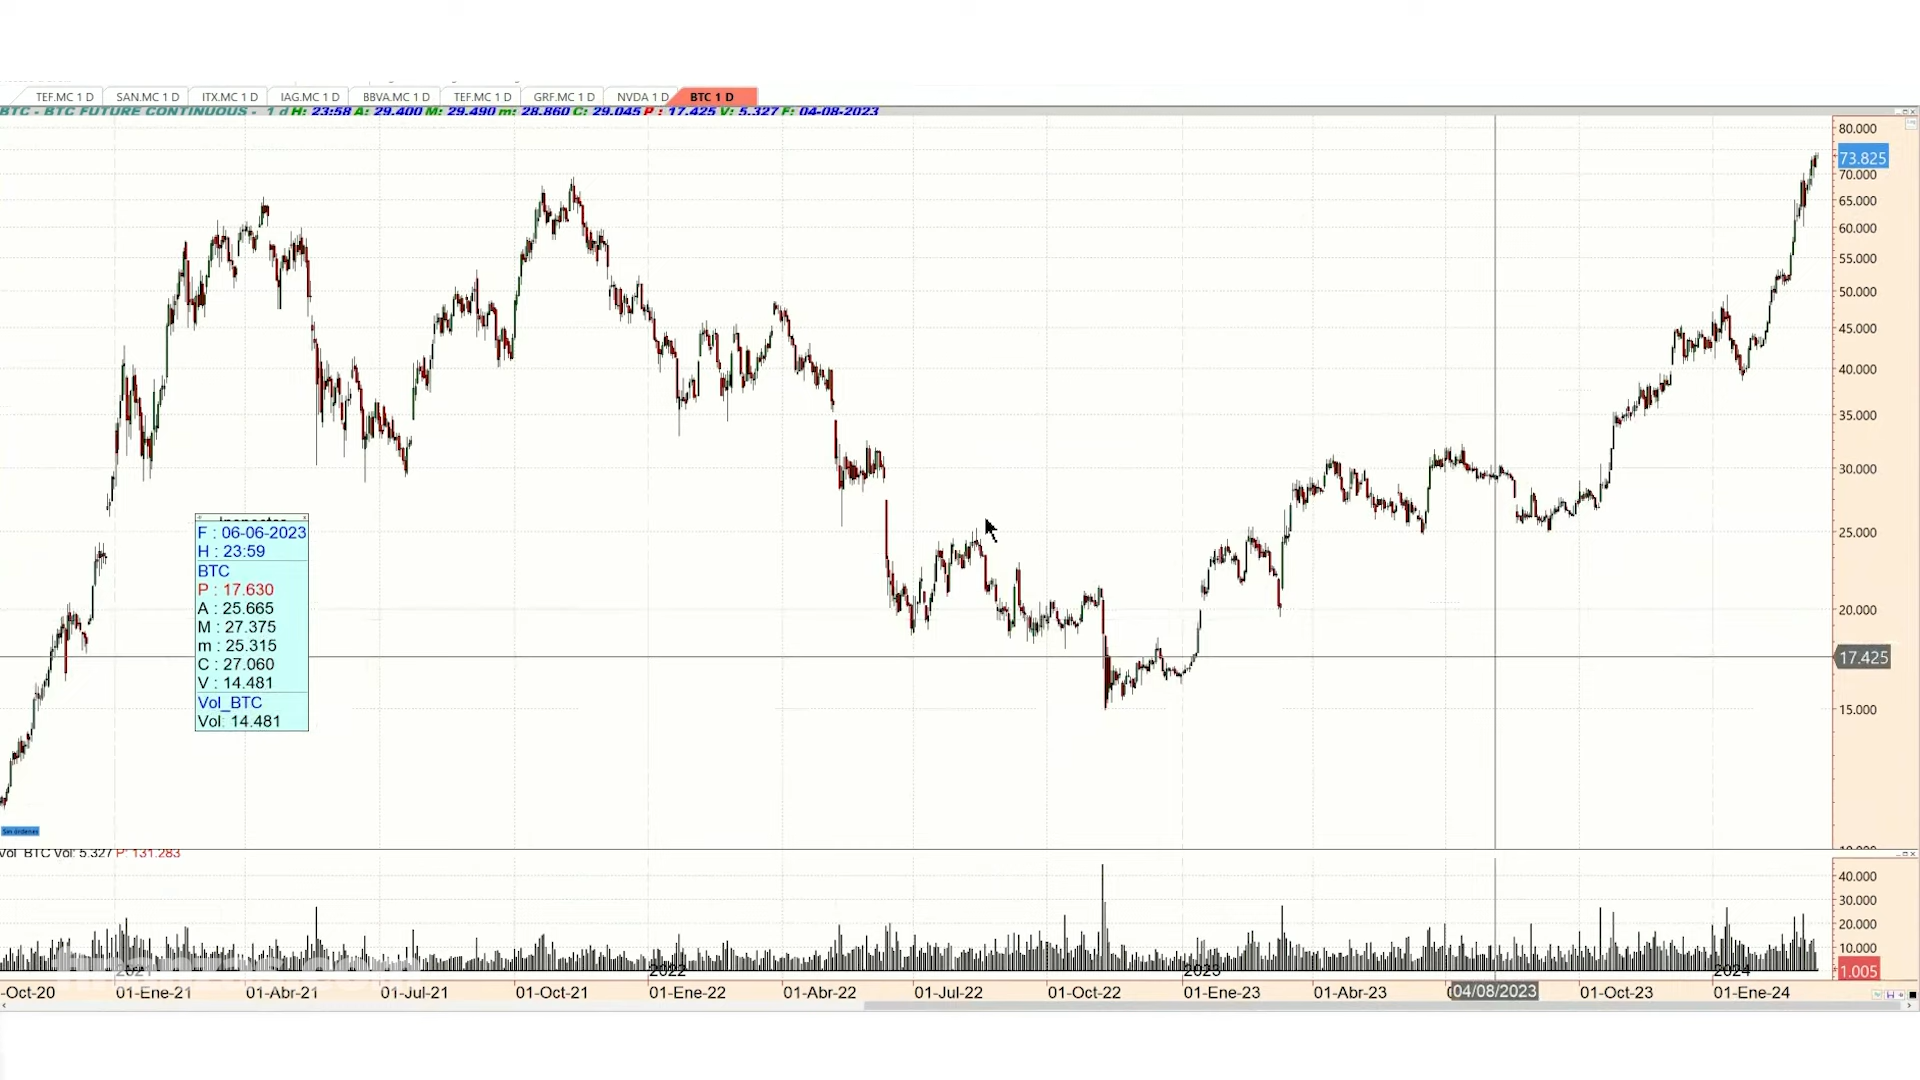 TEF.MC 1 D SAN.MC 1 D ITX.MC 1 D IAG.MC 1 D BBVA.MC 1 D TEF.MC 1 D GRF.MC 1 D NVDA 1 D BTC 1 D
BTC - BTC FUTURE CONTINUOUS - 1 d H: 23:58 A: 29.400 M: 29.490 m: 28.860 C: 29.045 P : 17.425 V: 5.327 F: 04-08-2023
80.000
73.825
70.000
65.000
60.000
55.000
50.000
45.000
40.000
35.000
30.000
25.000
20.000
17.425
15.000
F : 06-06-2023
H : 23:59
BTC
P : 17.630
A : 25.665
M : 27.375
m : 25.315
C : 27.060
V : 14.481
Vol_BTC
Vol: 14.481
Vol_BTC Vol: 5.327 P: 131.283
40.000
30.000
20.000
10.000
1.005
2021 2022 2023 2024
-Oct-20 01-Ene-21 01-Abr-21 01-Jul-21 01-Oct-21 01-Ene-22 01-Abr-22 01-Jul-22 01-Oct-22 01-Ene-23 01-Abr-23 04/08/2023 01-Oct-23 01-Ene-24